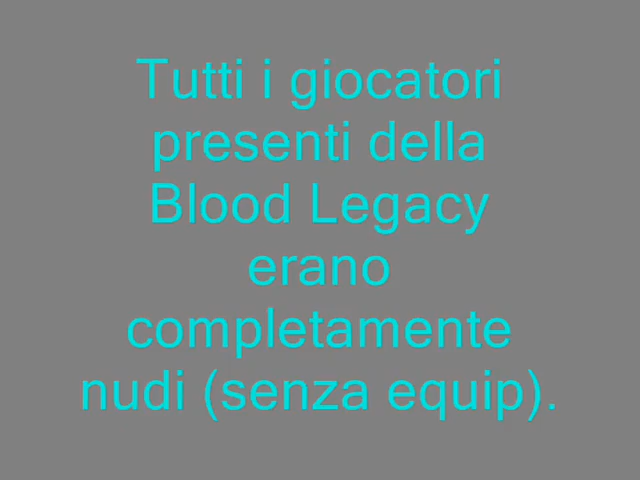 Tutti i giocatori
presenti della
Blood Legacy
erano
completamente
nudi (senza equip).